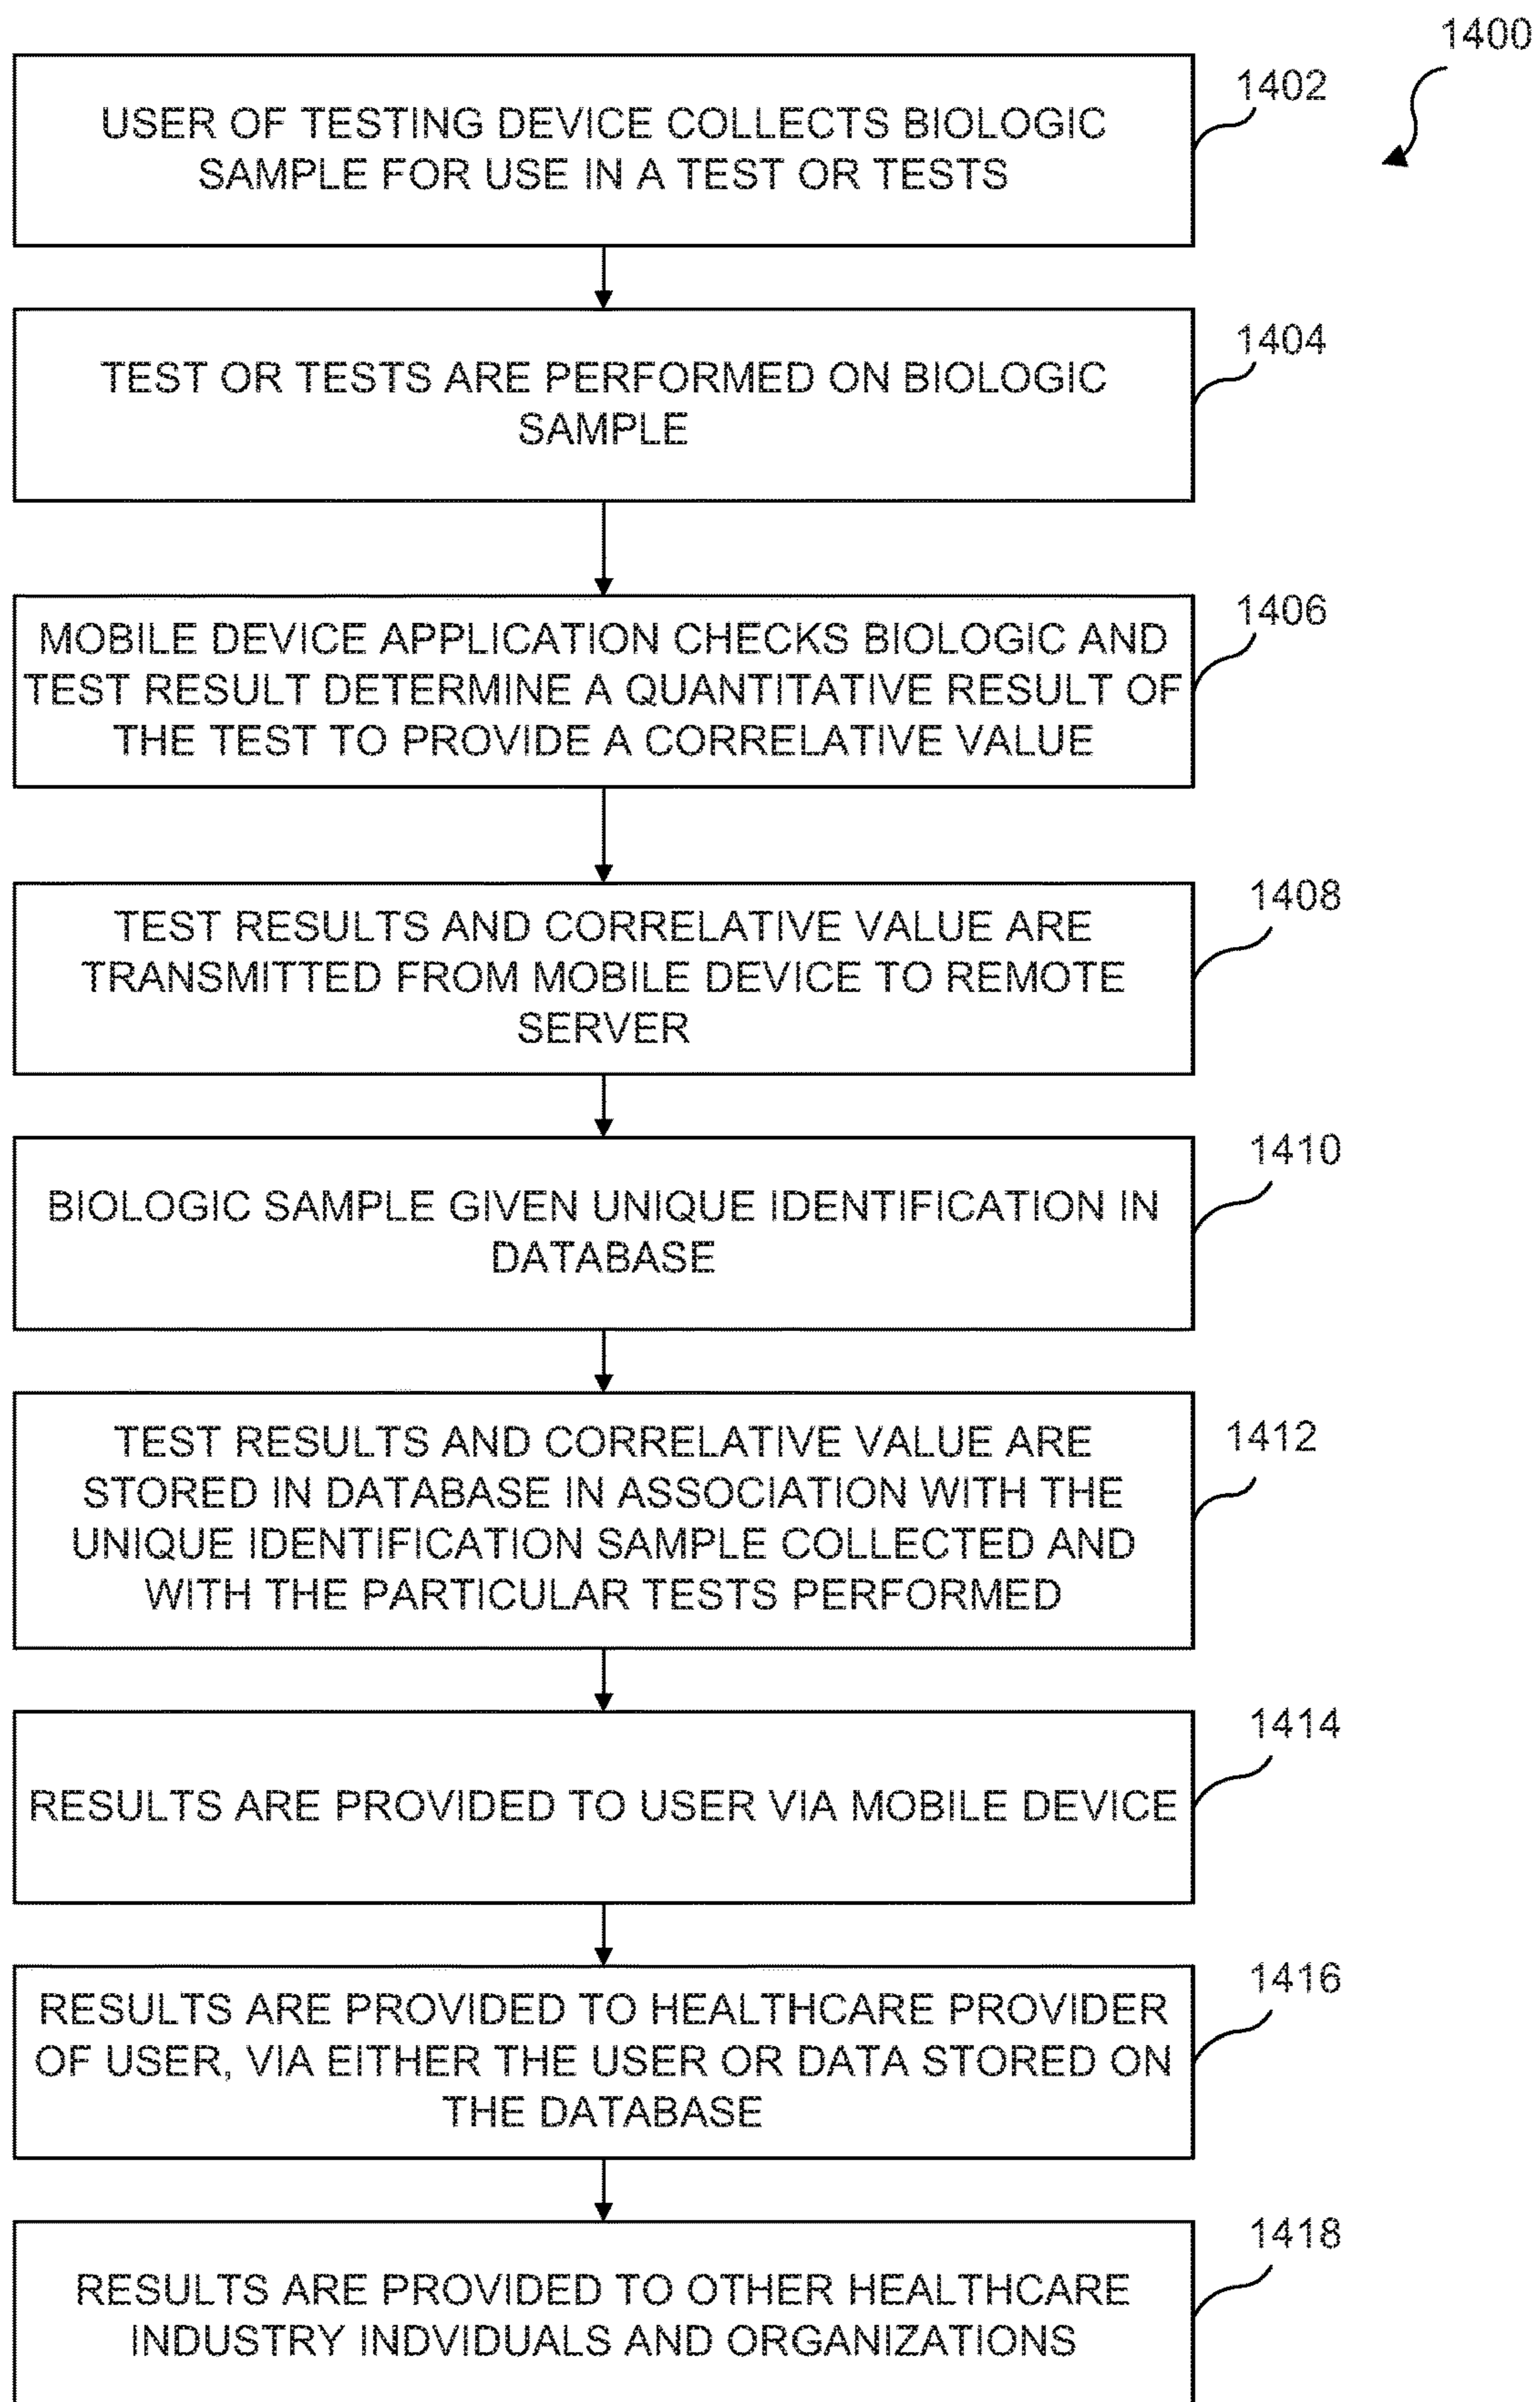 1400
1402
USER OF TESTING DEVICE COLLECTS BIOLOGIC
SAMPLE FOR USE IN A TEST OR TESTS
1404
TEST OR TESTS ARE PERFORMED ON BIOLOGIC
SAMPLE
1406
MOBILE DEVICE APPLICATION CHECKS BIOLOGIC AND
TEST RESULT DETERMINE A QUANTITATIVE RESULT OF
THE TEST TO PROVIDE A CORRELATIVE VALUE
1408
TEST RESULTS AND CORRELATIVE VALUE ARE
TRANSMITTED FROM MOBILE DEVICE TO REMOTE
SERVER
1410
BIOLOGIC SAMPLE GIVEN UNIQUE IDENTIFICATION IN
DATABASE
1412
TEST RESULTS AND CORRELATIVE VALUE ARE
STORED IN DATABASE IN ASSOCIATION WITH THE
UNIQUE IDENTIFICATION SAMPLE COLLECTED AND
WITH THE PARTICULAR TESTS PERFORMED
1414
RESULTS ARE PROVIDED TO USER VIA MOBILE DEVICE
1416
RESULTS ARE PROVIDED TO HEALTHCARE PROVIDER
OF USER, VIA EITHER THE USER OR DATA STORED ON
THE DATABASE
1418
RESULTS ARE PROVIDED TO OTHER HEALTHCARE
INDUSTRY INDVIDUALS AND ORGANIZATIONS